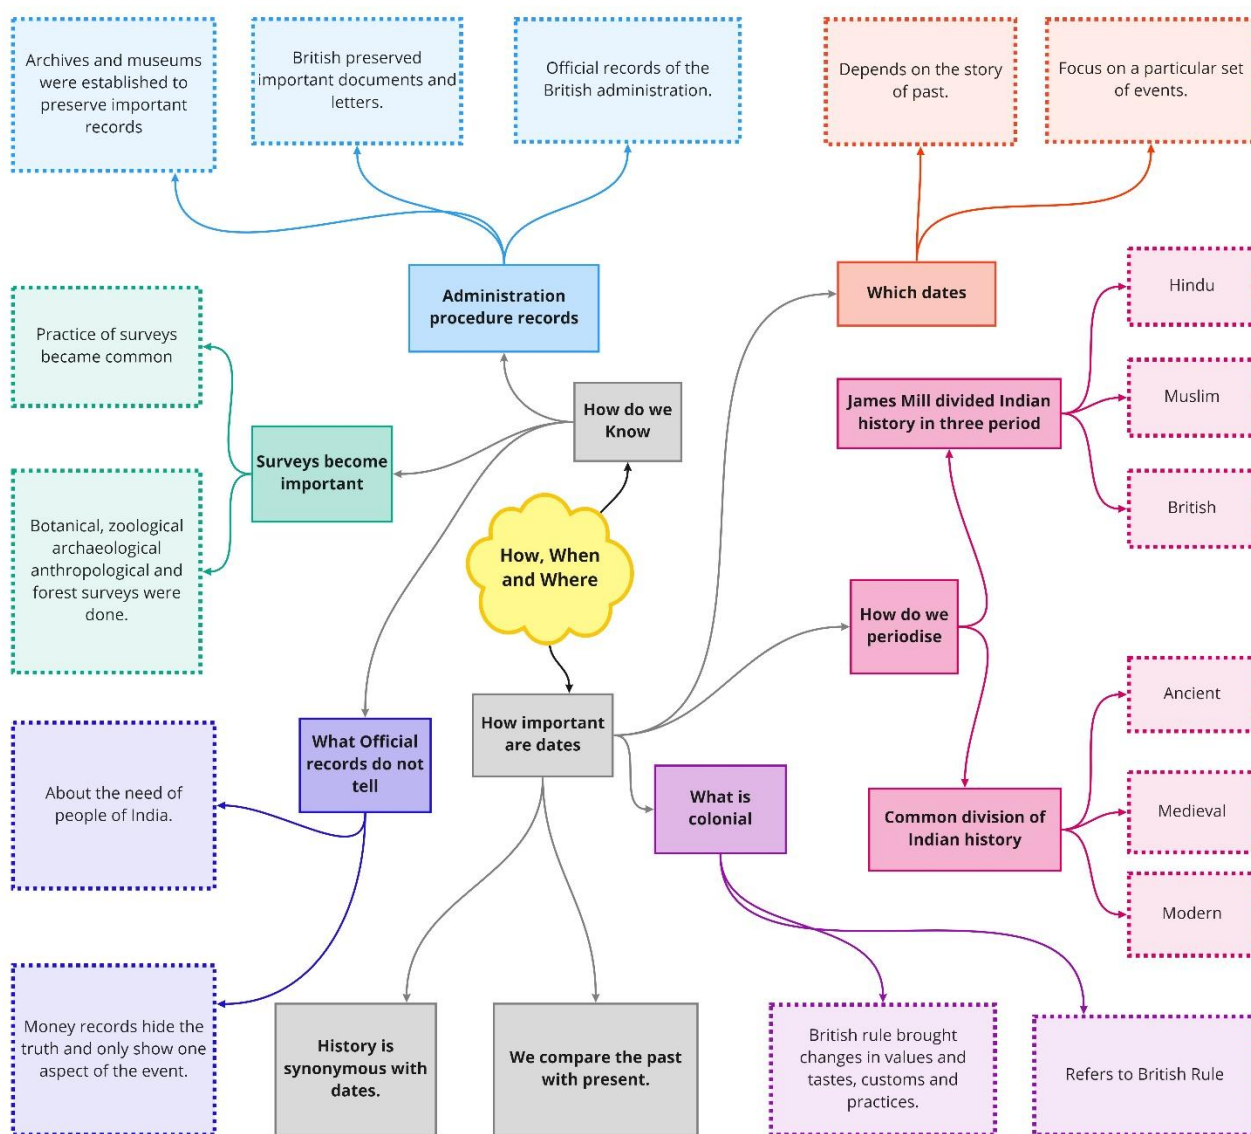 Archives and museums
were established to
preserve important
records
British preserved
important documents and
letters.
Official records of the
British administration.
Depends on the story
of past.
Focus on a particular set
of events.
Administration
procedure records
Which dates
Hindu
Muslim
British
James Mill divided Indian
history in three period
Practice of surveys
became common
How do we
Know
Surveys become
important
Botanical, zoological
archaeological
anthropological and
forest surveys were
done.
How, When
and Where
How do we
periodise
Ancient
Medieval
Modern
Common division of
Indian history
How important
are dates
What Official
records do not
tell
What is
colonial
About the need of
people of India.
Money records hide the
truth and only show one
aspect of the event.
History is
synonymous with
dates.
We compare the past
with present.
British rule brought
changes in values and
tastes, customs and
practices.
Refers to British Rule